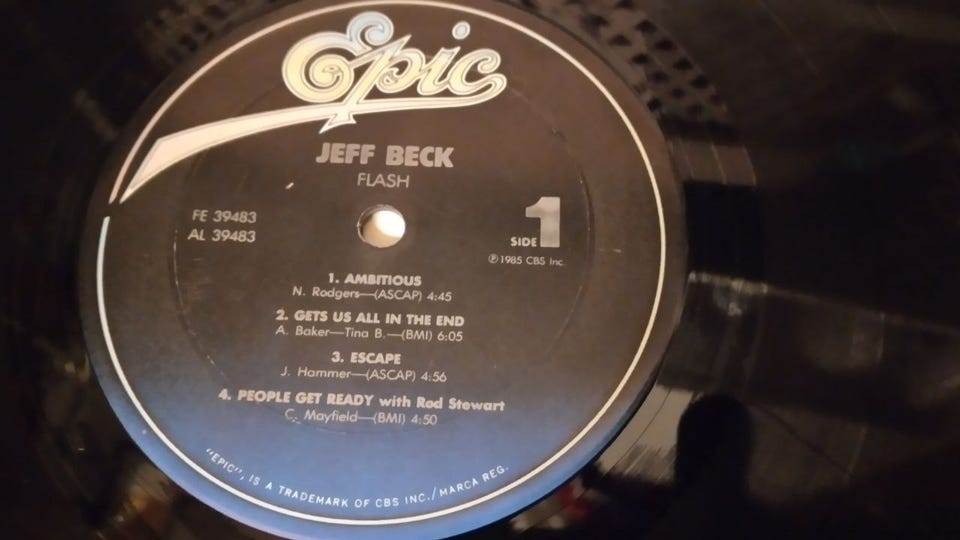 Epic
JEFF BECK
FLASH
FE 39483
AL 39483
SIDE 1
℗ 1985 CBS Inc.
1. AMBITIOUS
N. Rodgers—(ASCAP) 4:45
2. GETS US ALL IN THE END
A. Baker—Tina B.—(BMI) 6:05
3. ESCAPE
J. Hammer—(ASCAP) 4:56
4. PEOPLE GET READY with Rod Stewart
C. Mayfield—(BMI) 4:50
"EPIC", IS A TRADEMARK OF CBS INC./MARCA REG.